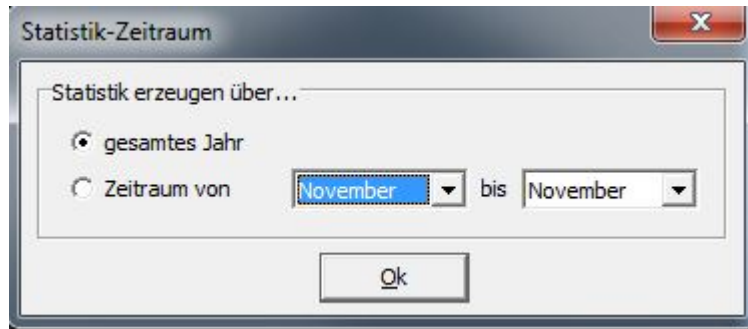 Statistik-Zeitraum
Statistik erzeugen über...
gesamtes Jahr
Zeitraum von November bis November
Ok